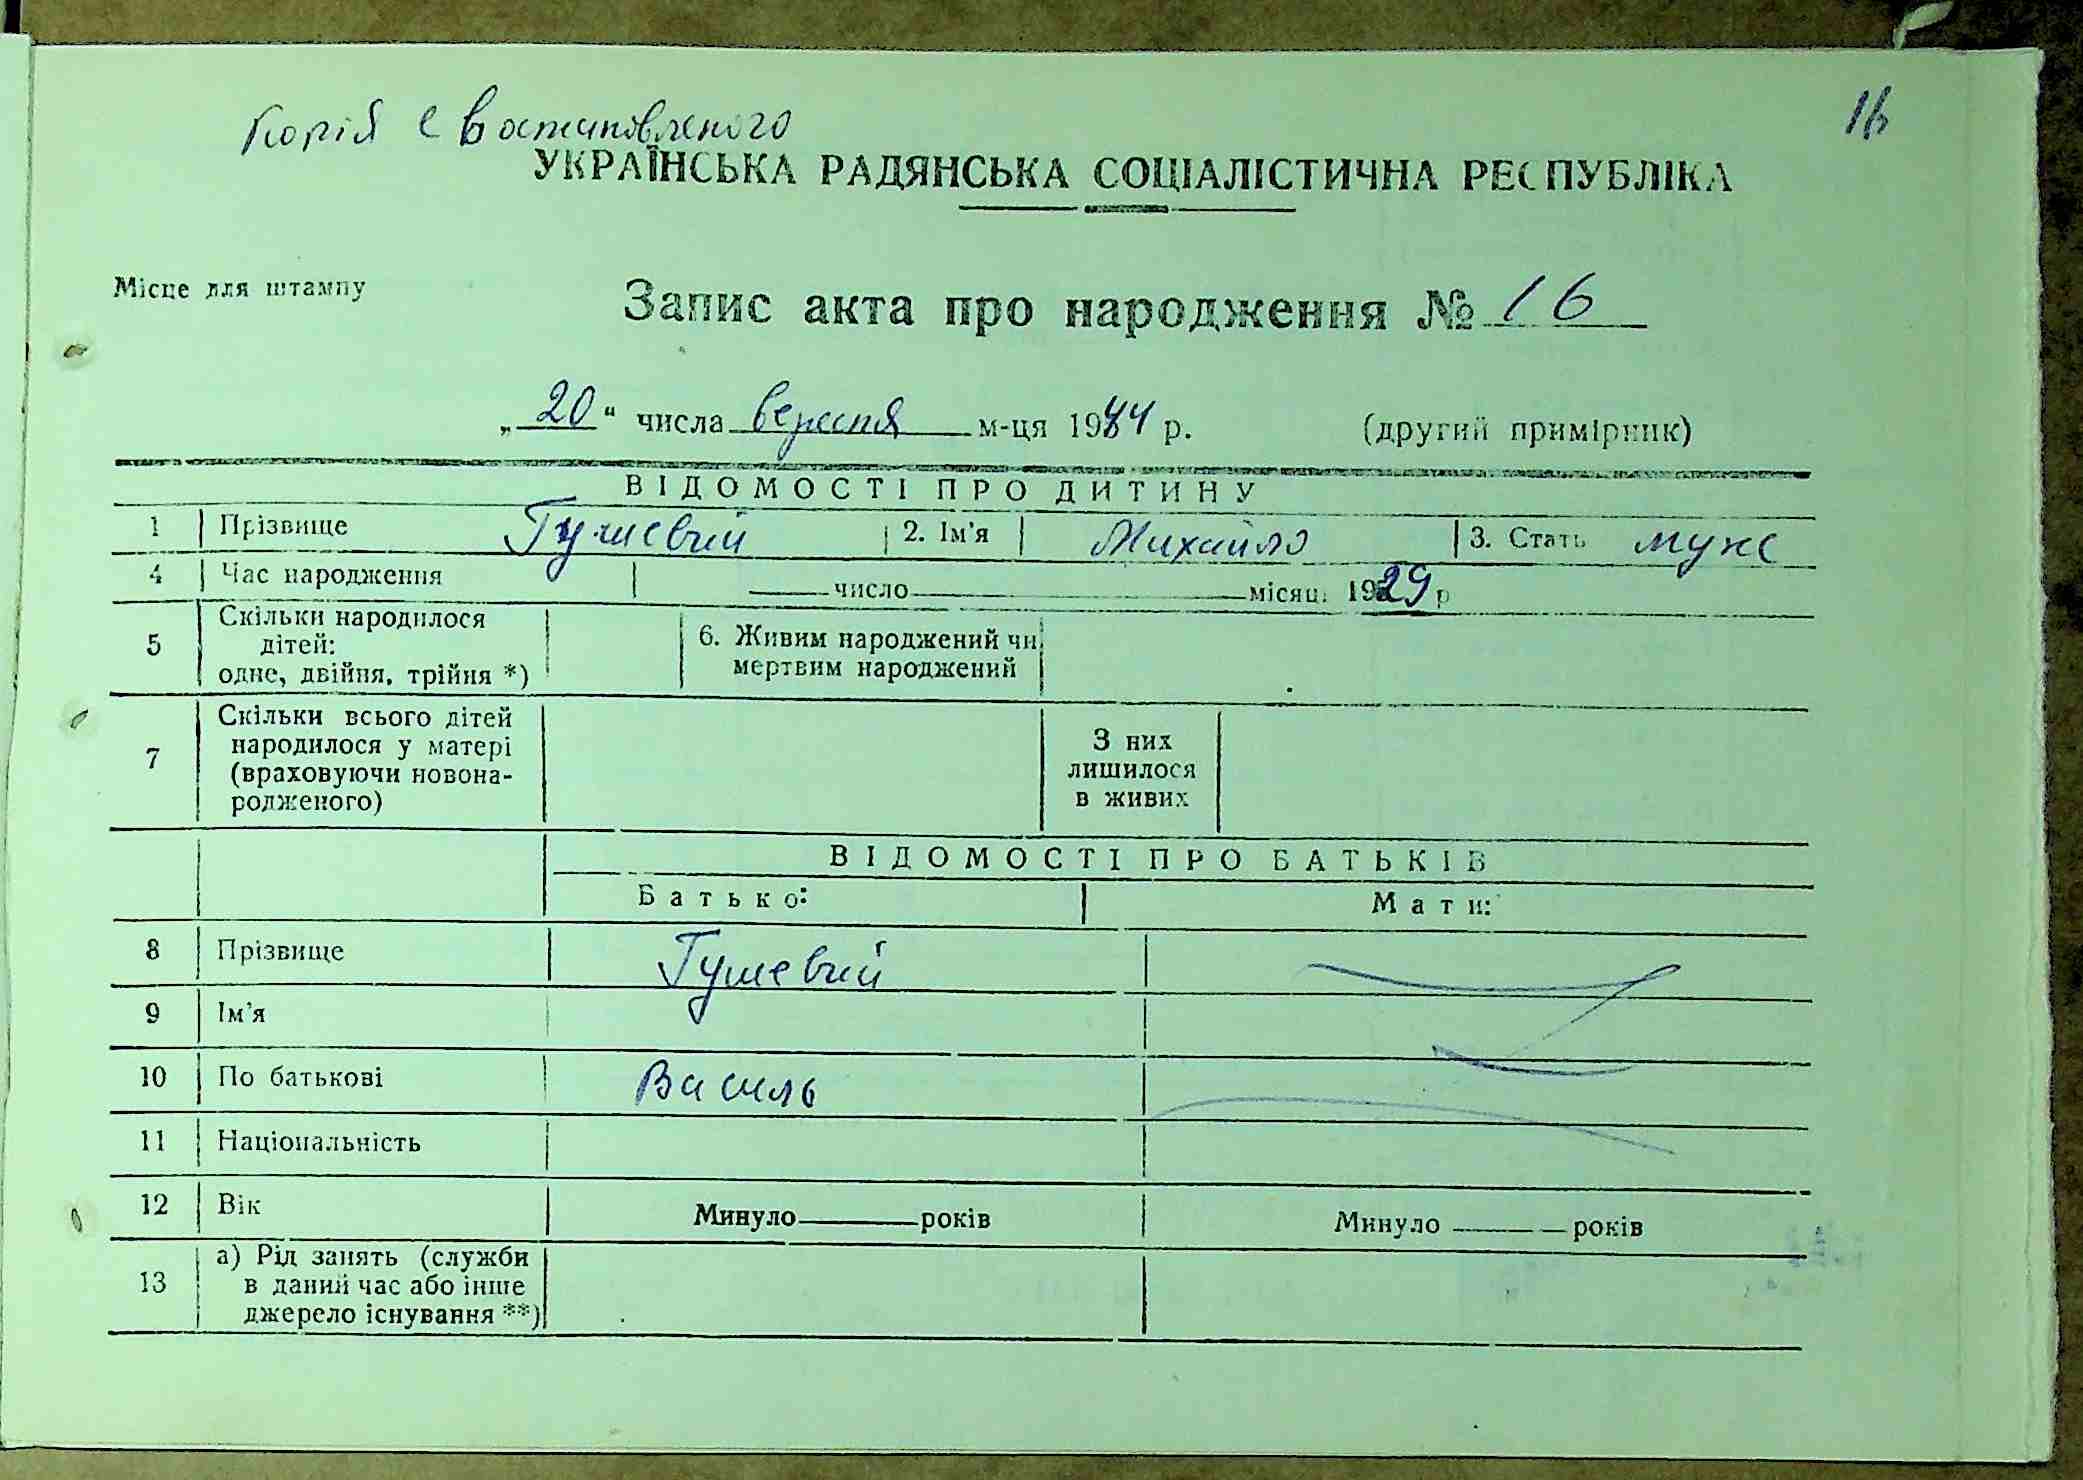 Копія с востановленого
16
УКРАЇНСЬКА РАДЯНСЬКА СОЦІАЛІСТИЧНА РЕСПУБЛІКА
Місце для штампу
Запис акта про народження № 16
„20“ числа вересня м-ця 1944 р. (другий примірник)
ВІДОМОСТІ ПРО ДИТИНУ
1 Прізвище Гушевий 2. Ім'я Михайло 3. Стать муж
4 Час народження число місяц. 1929 р
5 Скільки народилося дітей: одне, двійня, трійня *) 6. Живим народжений чи мертвим народжений
7 Скільки всього дітей народилося у матері (враховуючи новонародженого) З них лишилося в живих
ВІДОМОСТІ ПРО БАТЬКІВ
Батько: Мати:
8 Прізвище Гушевий
9 Ім'я
10 По батькові Василь
11 Національність
12 Вік Минуло років Минуло років
13 а) Рід занять (служби в даний час або інше джерело існування **)